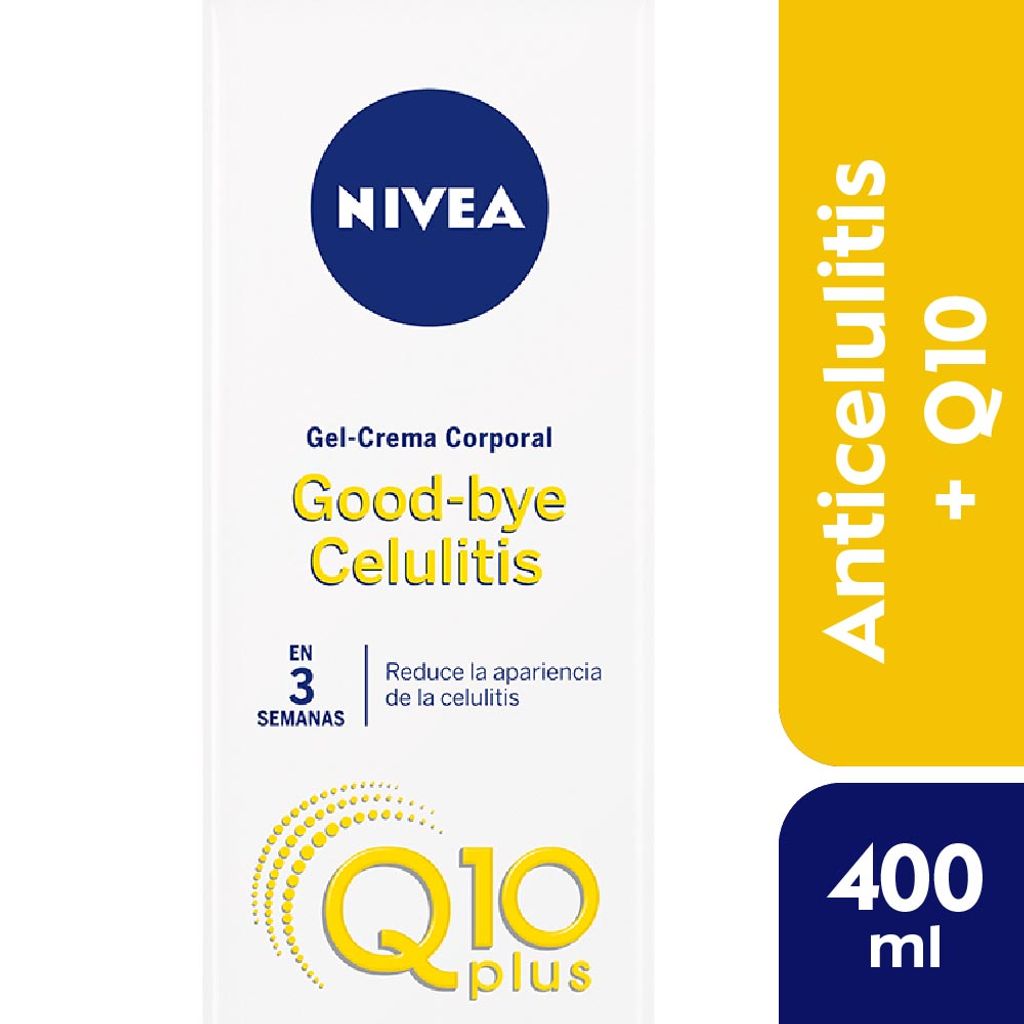 NIVEA
Gel-Crema Corporal
Good-bye
Celulitis
EN
3
SEMANAS
Reduce la apariencia
de la celulitis
Q10
plus
Anticelulitis
+ Q10
400
ml